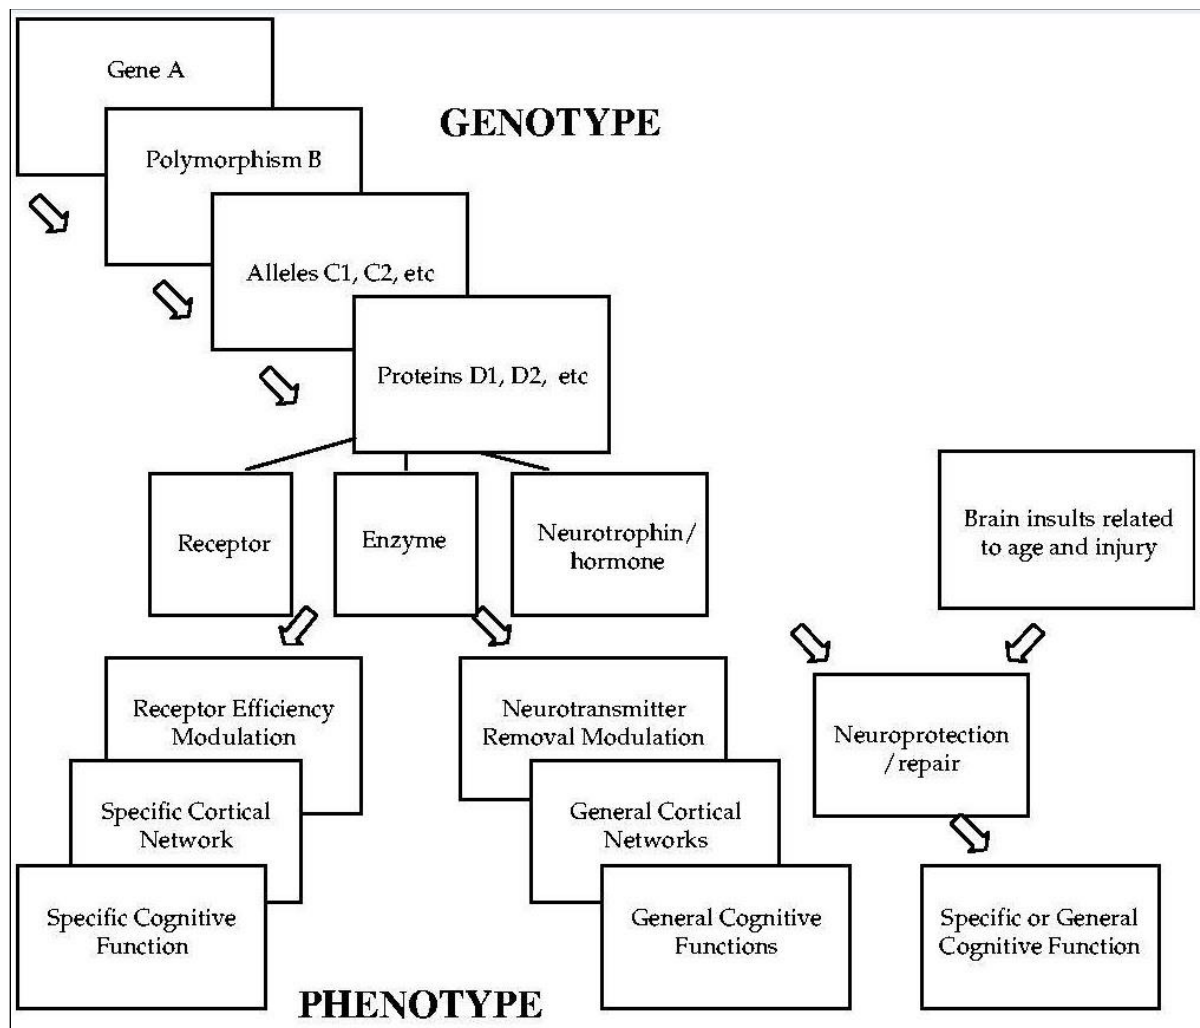 Gene A
GENOTYPE
Polymorphism B
Alleles C1, C2, etc
Proteins D1, D2, etc
Receptor
Enzyme
Neurotrophin/
hormone
Brain insults related
to age and injury
Receptor Efficiency
Modulation
Neurotransmitter
Removal Modulation
Neuroprotection
/repair
Specific Cortical
Network
General Cortical
Networks
Specific Cognitive
Function
General Cognitive
Functions
Specific or General
Cognitive Function
PHENOTYPE